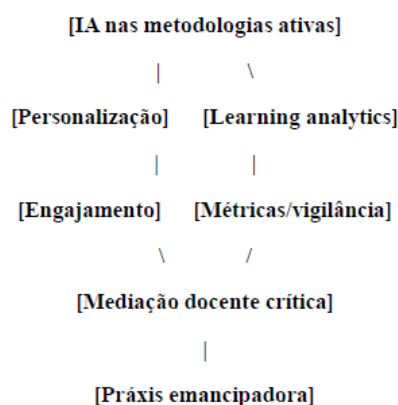 [IA nas metodologias ativas]
| \
[Personalização] [Learning analytics]
| |
[Engajamento] [Métricas/vigilância]
\ /
[Mediação docente crítica]
|
[Práxis emancipadora]